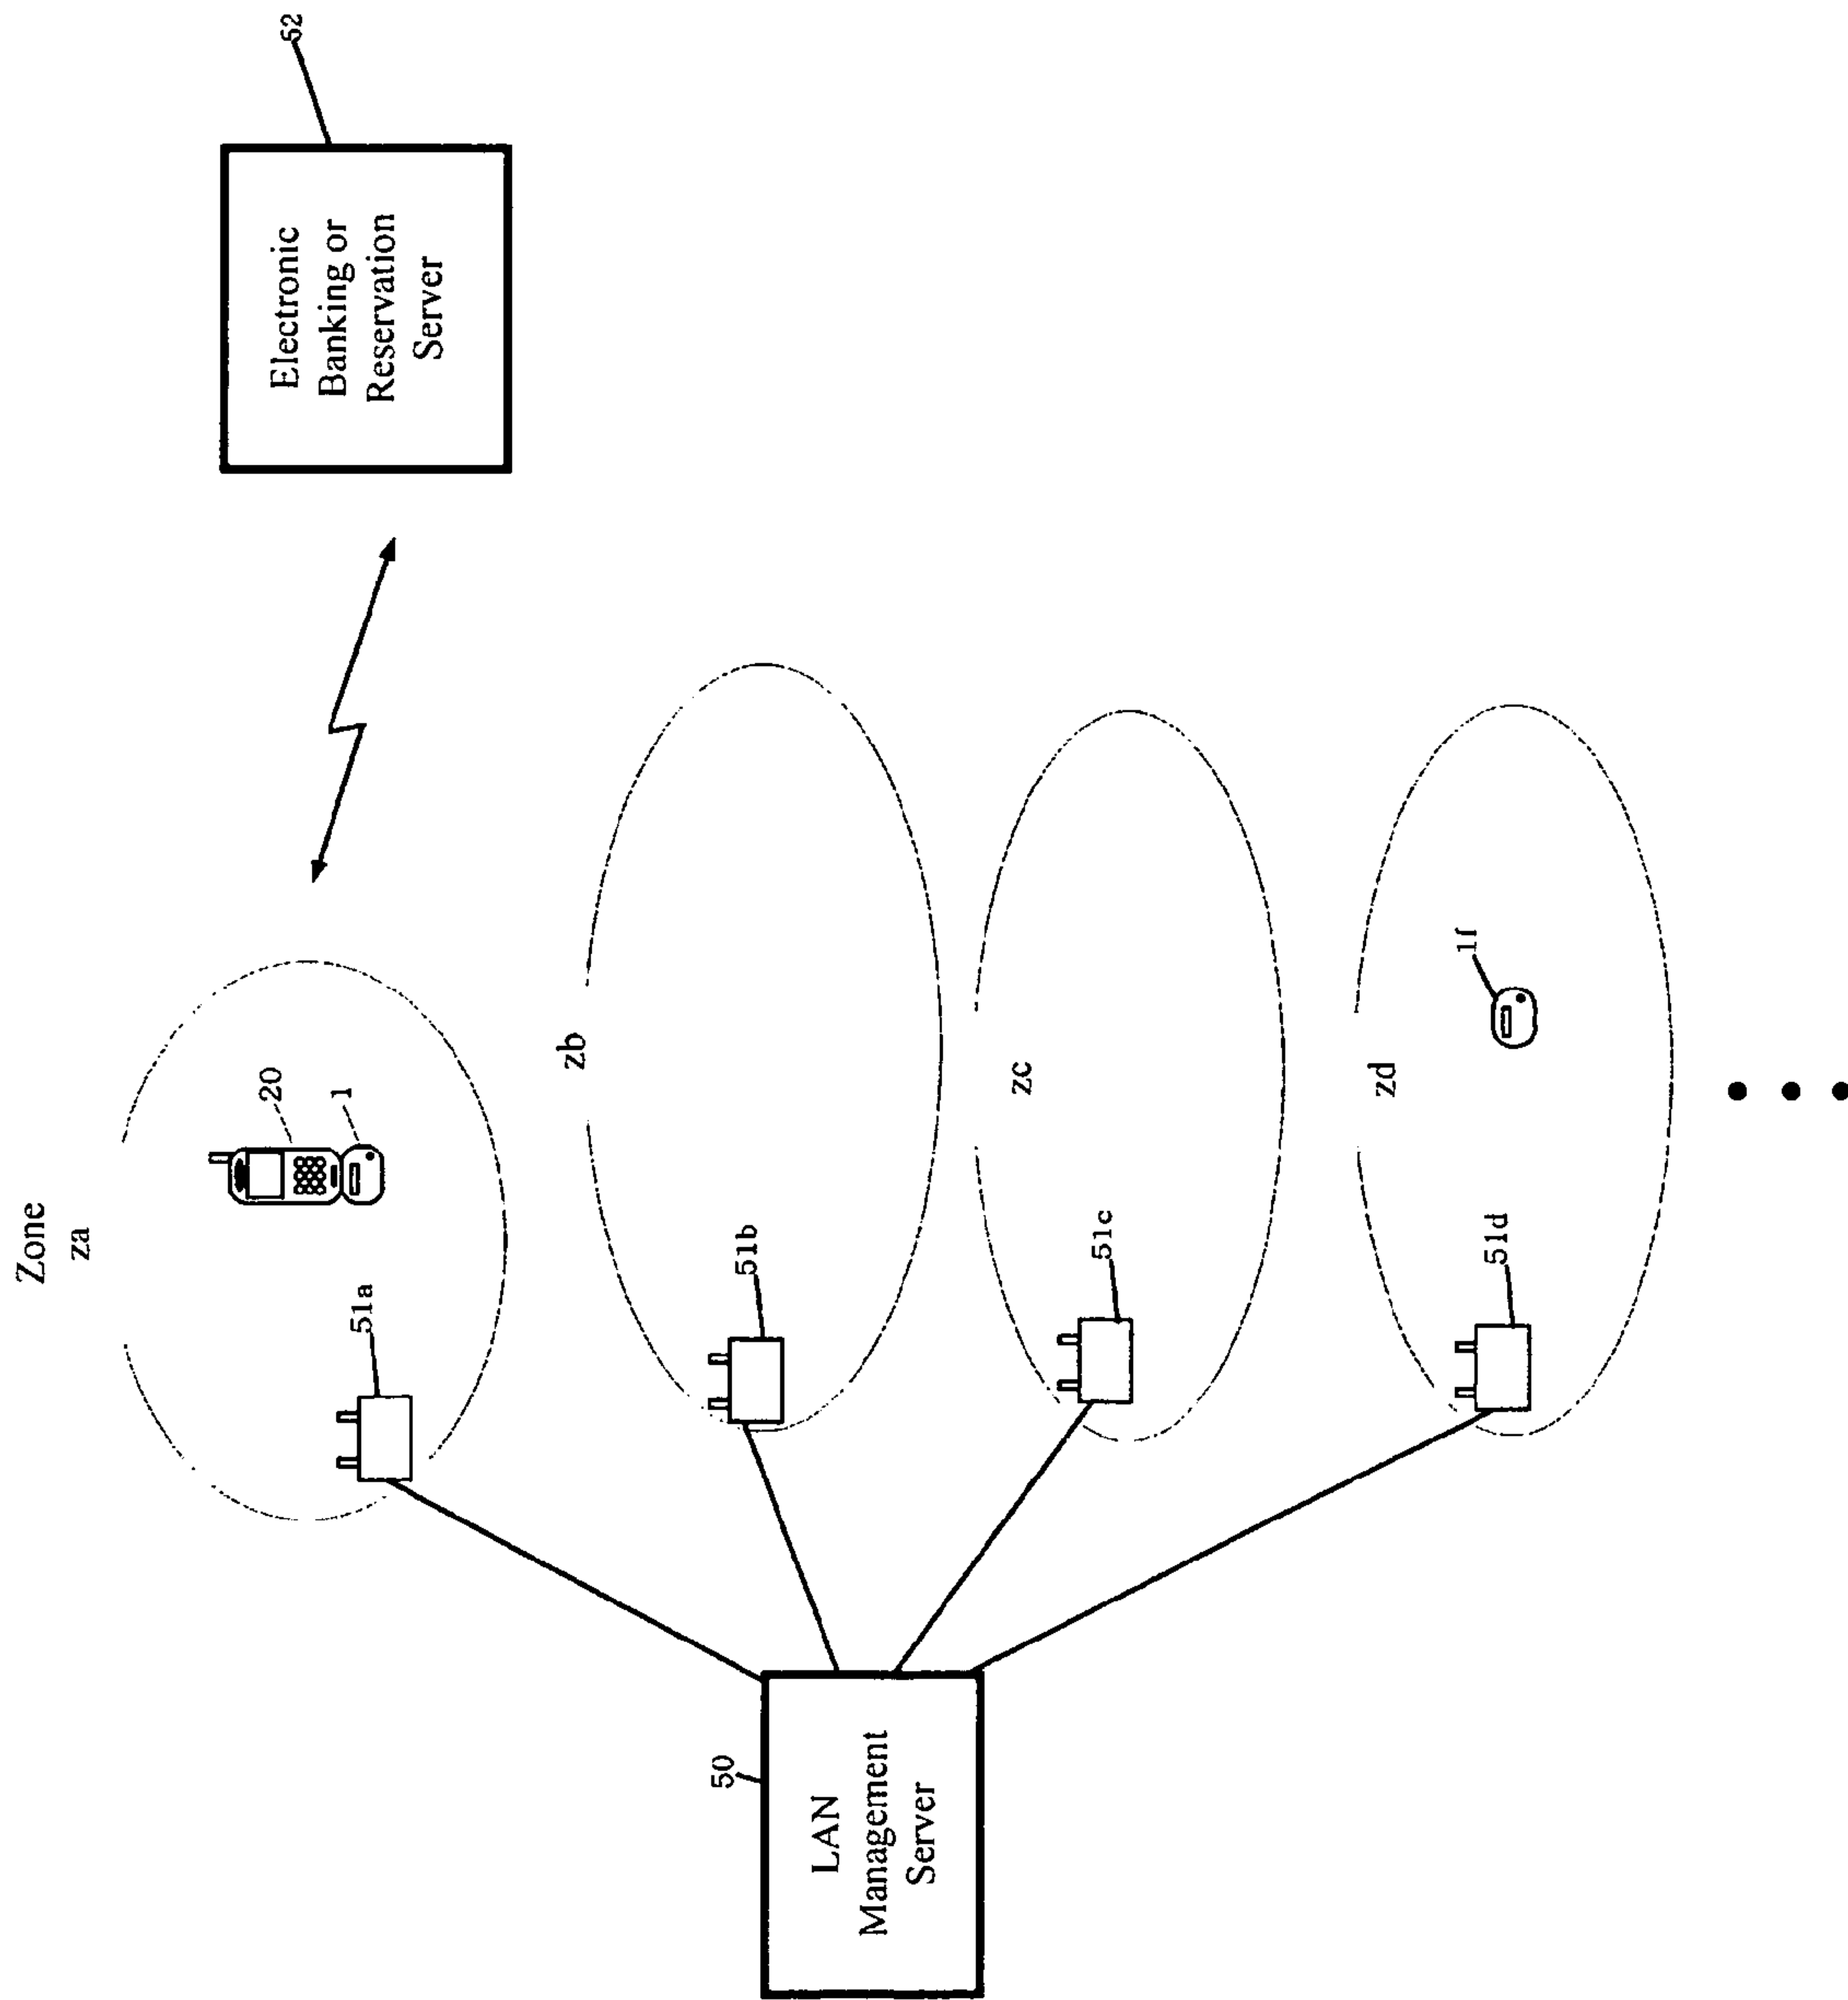 Zone
za
51a
20
1
52
Electronic
Banking or
Reservation
Server
zb
51b
zc
51c
zd
51d
1f
50
LAN
Management
Server